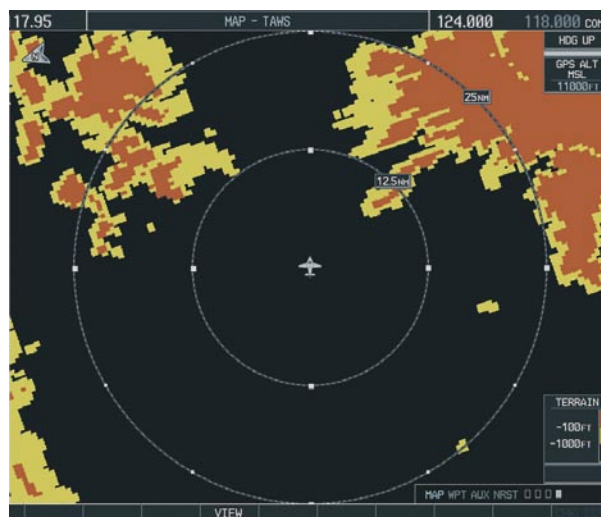 17.95 MAP - TAWS 124.000 118.000 COM
HDG UP
N
GPS ALT
MSL
11000FT
25NM
12.5NM
TERRAIN
-100FT
-1000FT
MAP WPT AUX NRST
VIEW